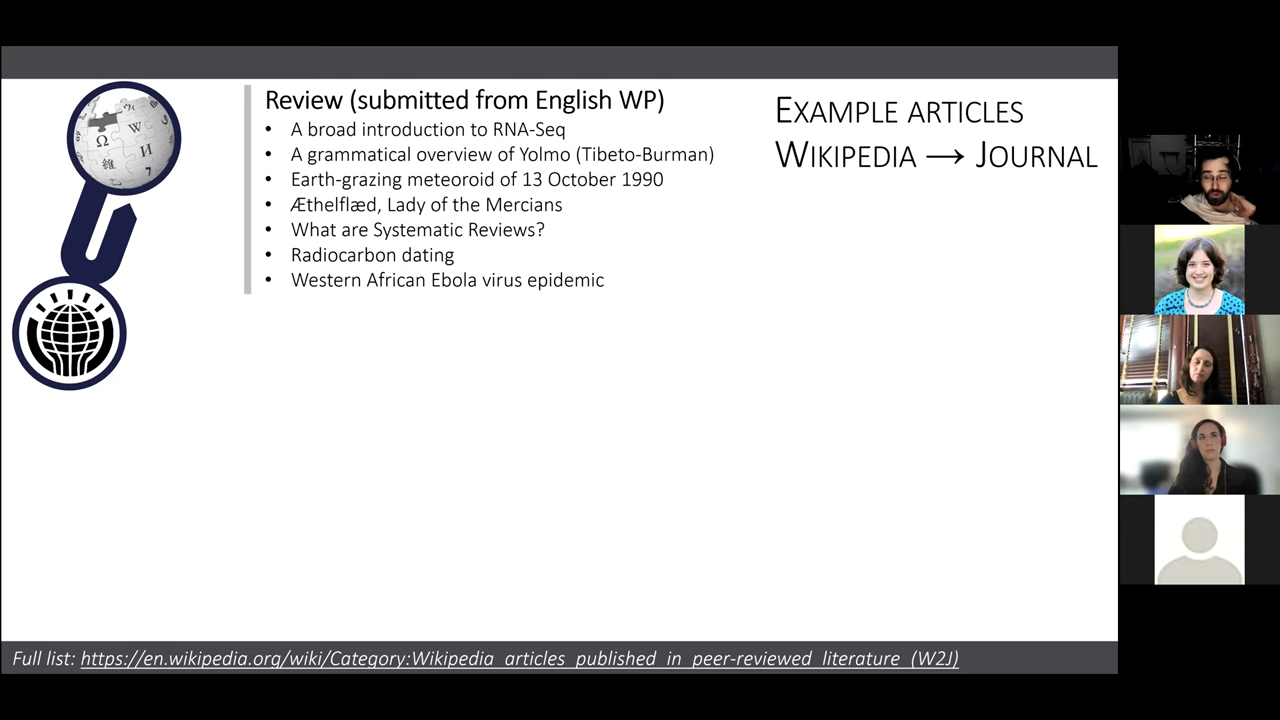 Review (submitted from English WP)
• A broad introduction to RNA-Seq
• A grammatical overview of Yolmo (Tibeto-Burman)
• Earth-grazing meteoroid of 13 October 1990
• Æthelflæd, Lady of the Mercians
• What are Systematic Reviews?
• Radiocarbon dating
• Western African Ebola virus epidemic
EXAMPLE ARTICLES
WIKIPEDIA → JOURNAL
Ω W
維 И
Full list: https://en.wikipedia.org/wiki/Category:Wikipedia_articles_published_in_peer-reviewed_literature_(W2J)